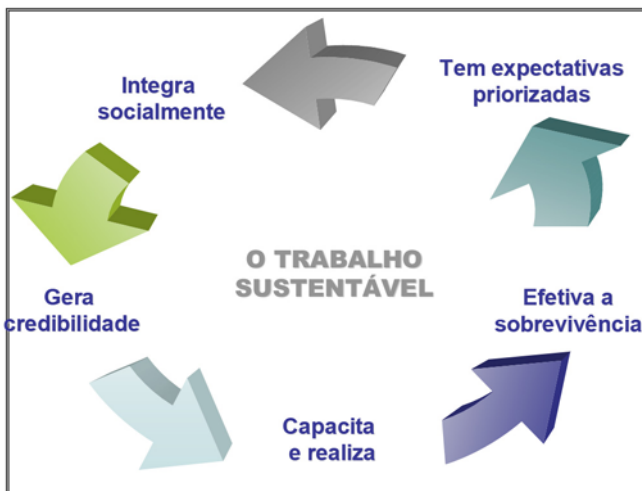 Integra
socialmente
Tem expectativas
priorizadas
O TRABALHO
SUSTENTÁVEL
Gera
credibilidade
Efetiva a
sobrevivência
Capacita
e realiza